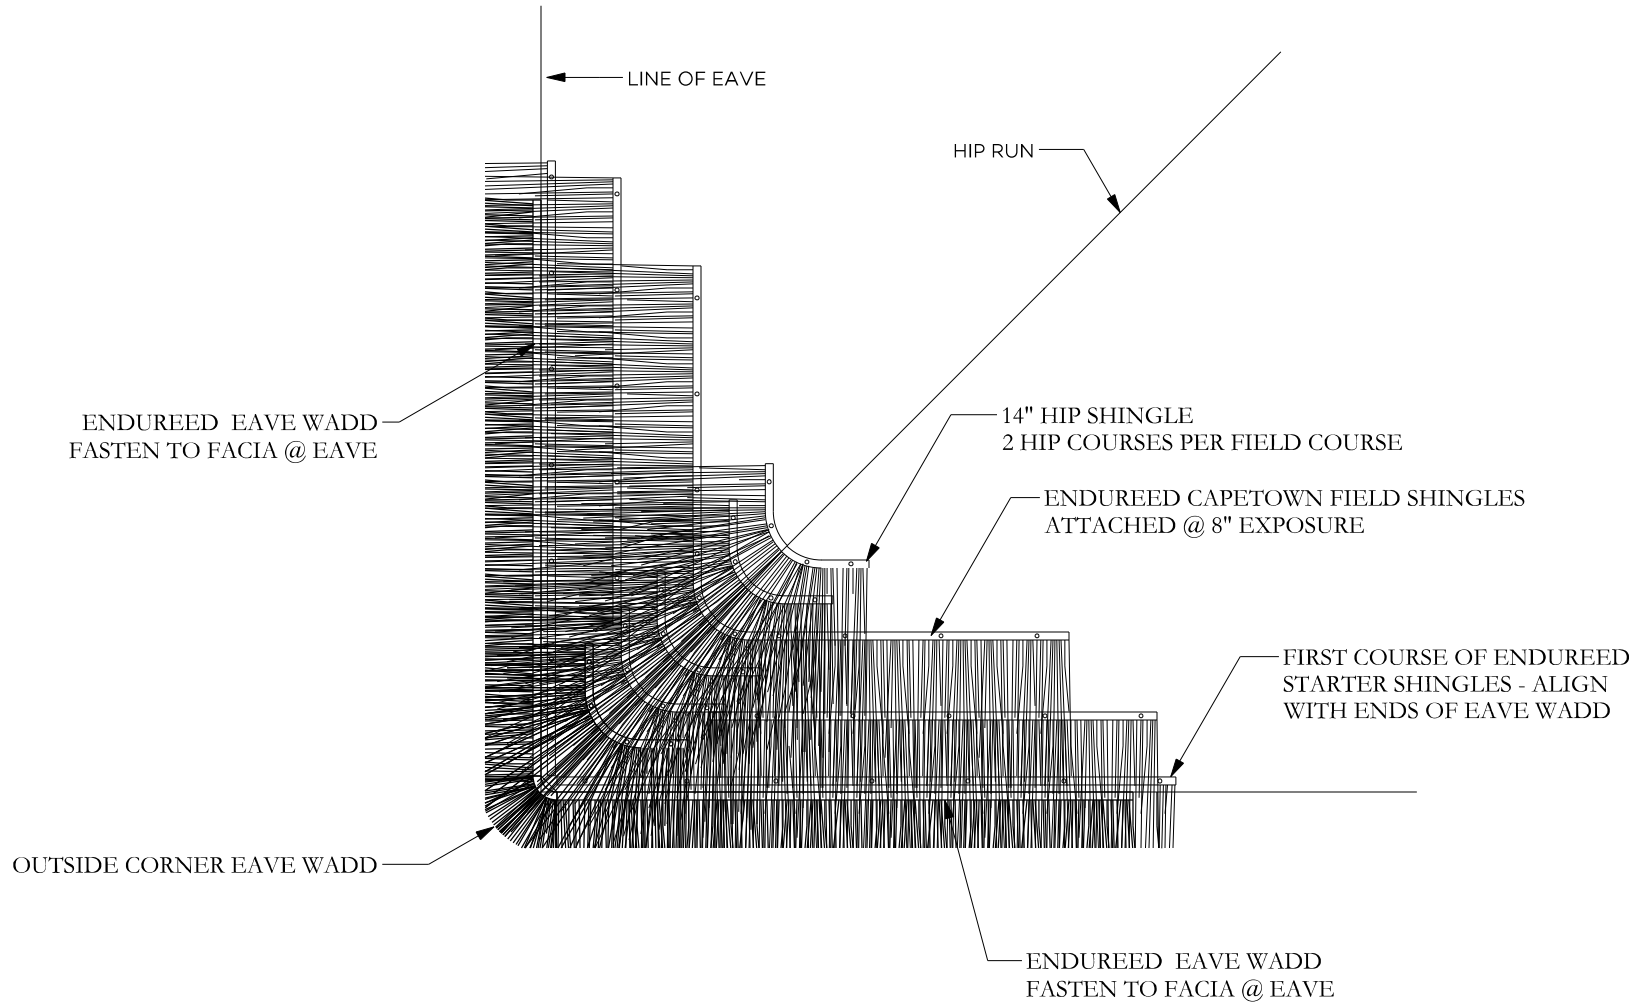 LINE OF EAVE
HIP RUN
ENDUREED EAVE WADD
FASTEN TO FACIA @ EAVE
14" HIP SHINGLE
2 HIP COURSES PER FIELD COURSE
ENDUREED CAPETOWN FIELD SHINGLES
ATTACHED @ 8" EXPOSURE
FIRST COURSE OF ENDUREED
STARTER SHINGLES - ALIGN
WITH ENDS OF EAVE WADD
OUTSIDE CORNER EAVE WADD
ENDUREED EAVE WADD
FASTEN TO FACIA @ EAVE